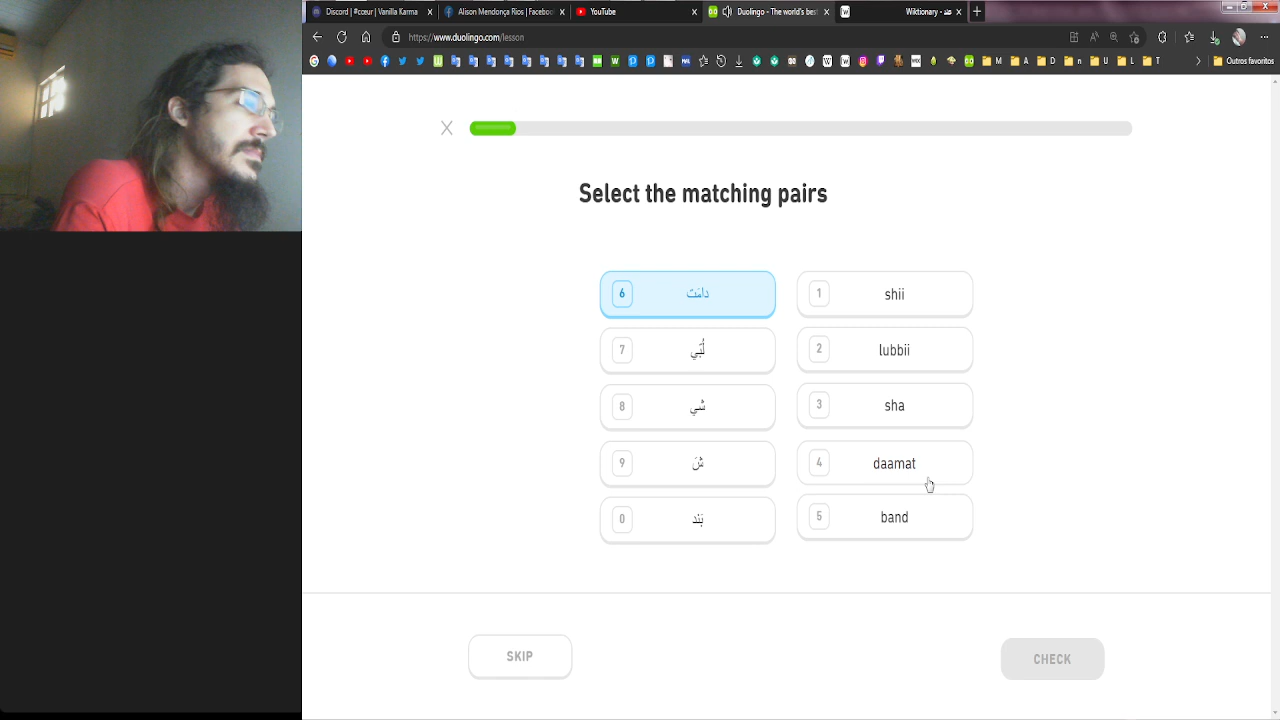 Discord | #cœur | Vanilla Karma
Alison Mendonça Rios | Facebook
YouTube
Duolingo - The world's best
Wiktionary - ضد
https://www.duolingo.com/lesson
M
A
D
n
U
L
T
Outros favoritos
Select the matching pairs
6 دامَت
1 shii
7 لُبّي
2 lubbii
8 شي
3 sha
9 شَ
4 daamat
0 بَند
5 band
SKIP
CHECK